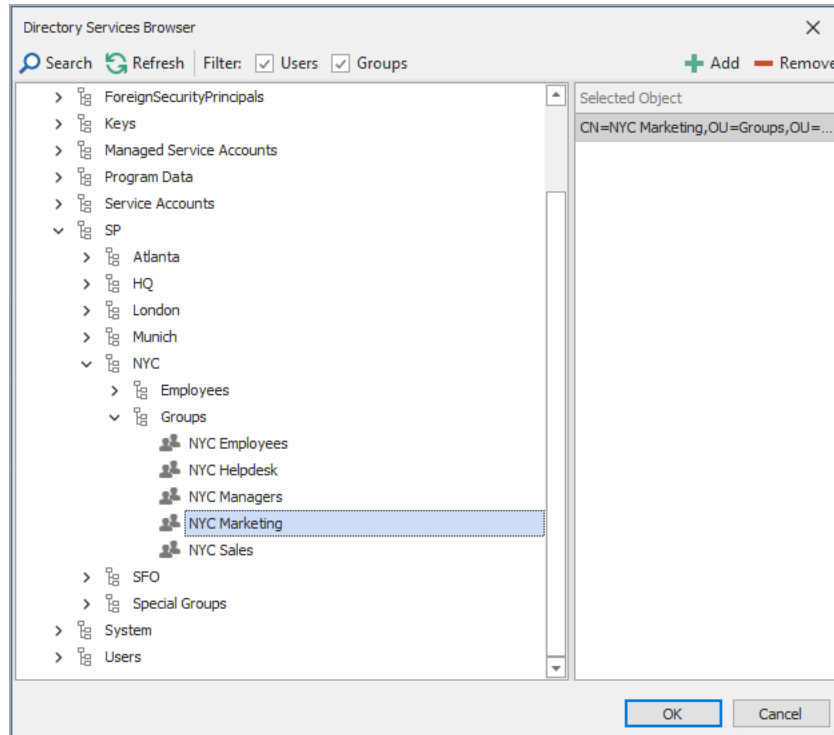 Directory Services Browser
Search Refresh Filter: Users Groups Add Remove
ForeignSecurityPrincipals
Selected Object
Keys
CN=NYC Marketing,OU=Groups,OU=...
Managed Service Accounts
Program Data
Service Accounts
SP
Atlanta
HQ
London
Munich
NYC
Employees
Groups
NYC Employees
NYC Helpdesk
NYC Managers
NYC Marketing
NYC Sales
SFO
Special Groups
System
Users
OK Cancel